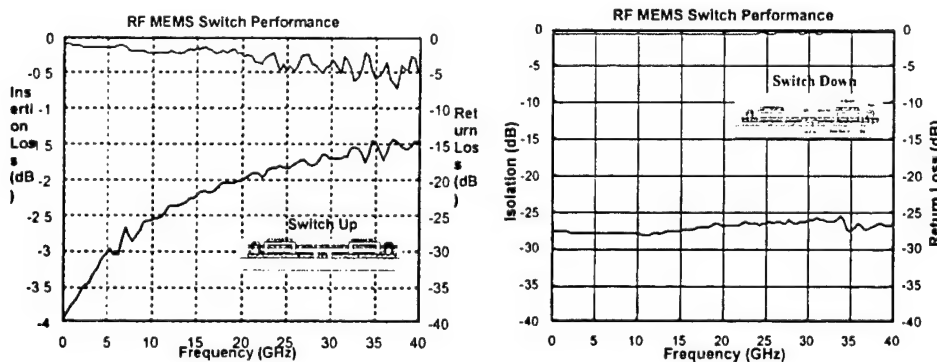 RF MEMS Switch Performance
0
-0.5
-1
1 5
-2
-2 5
-3
-3.5
-4
Ins
erti
on
Los
s
(dB
)
0
-5
-10
-15
-20
-25
-30
-35
-40
Ret
urn
Los
s
(dB
)
Switch Up
0 5 10 15 20 25 30 35 40
Frequency (GHz)
RF MEMS Switch Performance
0
-5
-10
-15
-20
-25
-30
-35
-40
Isolation (dB)
0
-5
-10
-15
-20
-25
-30
-35
-40
Return Loss (dB)
Switch Down
0 5 10 15 20 25 30 35 40
Frequency (GHz)